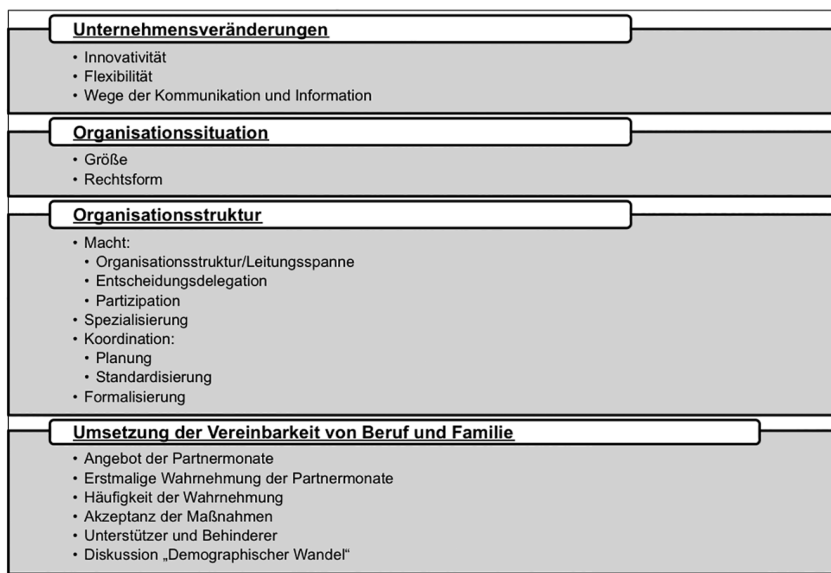 Unternehmensveränderungen
• Innovativität
• Flexibilität
• Wege der Kommunikation und Information
Organisationssituation
• Größe
• Rechtsform
Organisationsstruktur
• Macht:
• Organisationsstruktur/Leitungsspanne
• Entscheidungsdelegation
• Partizipation
• Spezialisierung
• Koordination:
• Planung
• Standardisierung
• Formalisierung
Umsetzung der Vereinbarkeit von Beruf und Familie
• Angebot der Partnermonate
• Erstmalige Wahrnehmung der Partnermonate
• Häufigkeit der Wahrnehmung
• Akzeptanz der Maßnahmen
• Unterstützer und Behinderer
• Diskussion „Demographischer Wandel“